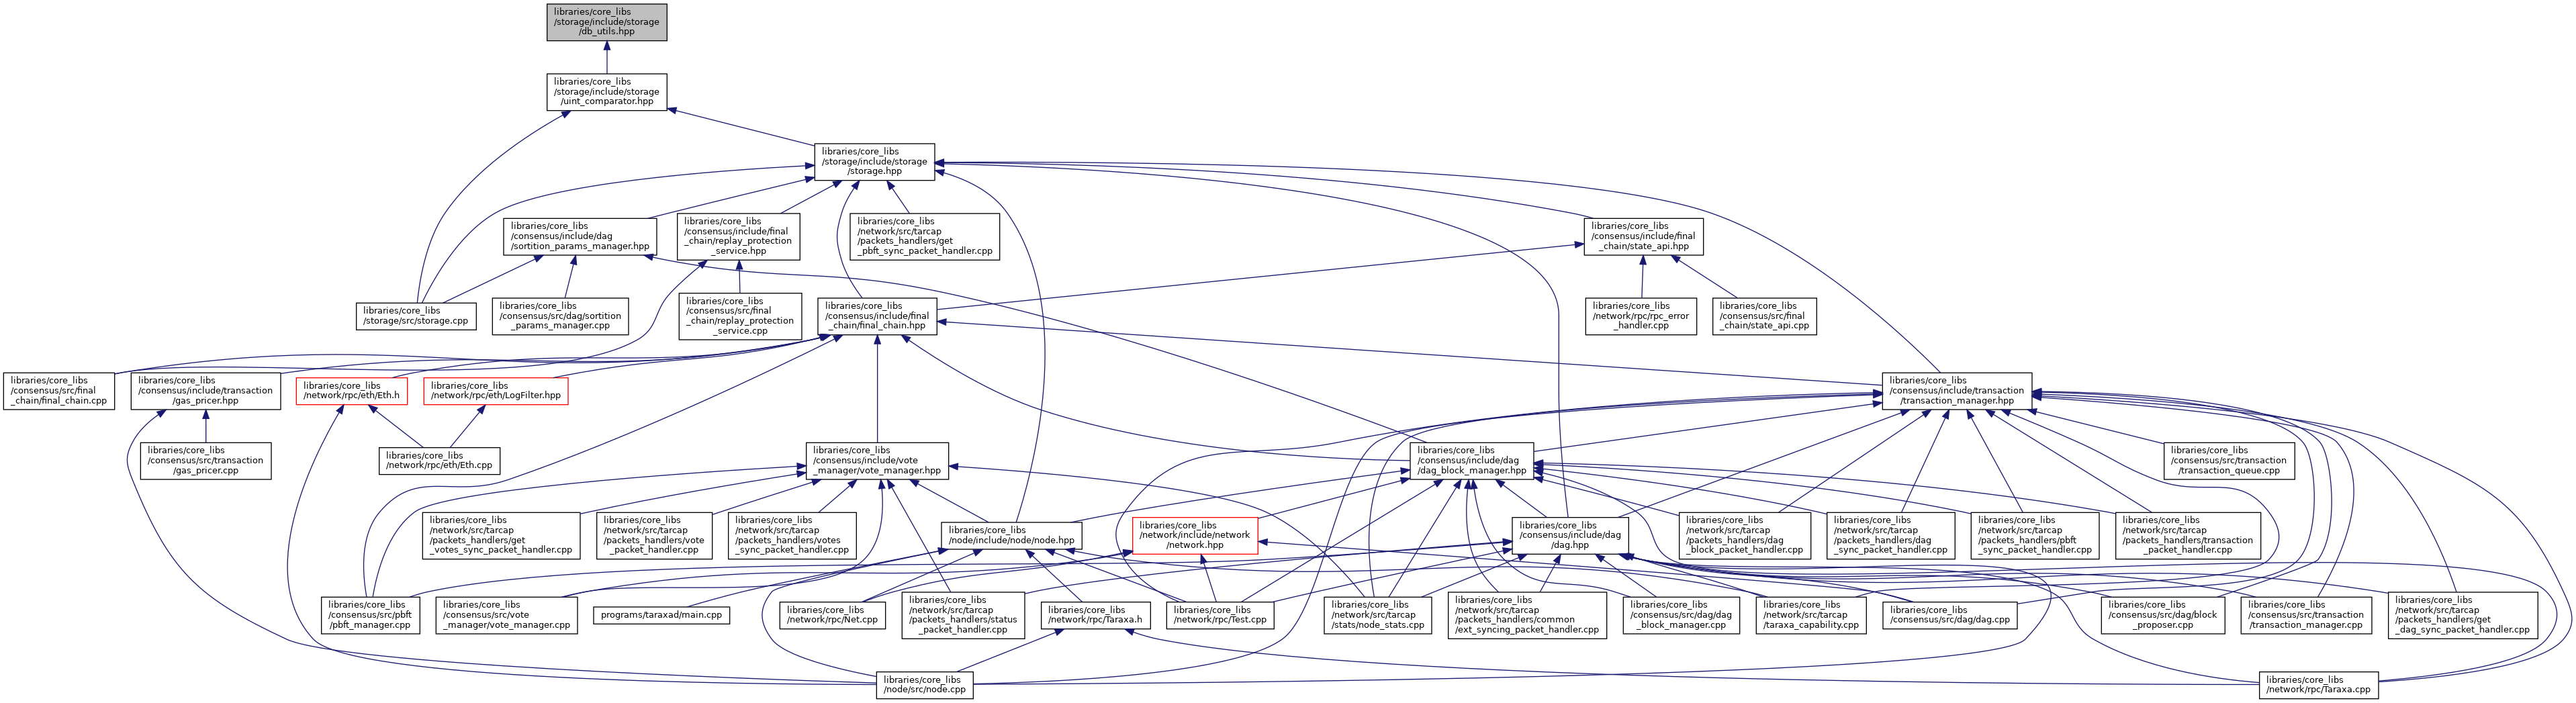 libraries/core_libs
/storage/include/storage
/db_utils.hpp
libraries/core_libs
/storage/include/storage
/uint_comparator.hpp
libraries/core_libs
/storage/include/storage
/storage.hpp
libraries/core_libs
/consensus/include/dag
/sortition_params_manager.hpp
libraries/core_libs
/consensus/include/final
_chain/replay_protection
_service.hpp
libraries/core_libs
/network/src/tarcap
/packets_handlers/get
_pbft_sync_packet_handler.cpp
libraries/core_libs
/consensus/include/final
_chain/state_api.hpp
libraries/core_libs
/storage/src/storage.cpp
libraries/core_libs
/consensus/src/dag/sortition
_params_manager.cpp
libraries/core_libs
/consensus/src/final
_chain/replay_protection
_service.cpp
libraries/core_libs
/consensus/include/final
_chain/final_chain.hpp
libraries/core_libs
/network/rpc/rpc_error
_handler.cpp
libraries/core_libs
/consensus/src/final
_chain/state_api.cpp
libraries/core_libs
/consensus/src/final
_chain/final_chain.cpp
libraries/core_libs
/consensus/include/transaction
/gas_pricer.hpp
libraries/core_libs
/network/rpc/eth/Eth.h
libraries/core_libs
/network/rpc/eth/LogFilter.hpp
libraries/core_libs
/consensus/include/transaction
/transaction_manager.hpp
libraries/core_libs
/consensus/src/transaction
/gas_pricer.cpp
libraries/core_libs
/network/rpc/eth/Eth.cpp
libraries/core_libs
/consensus/include/vote
_manager/vote_manager.hpp
libraries/core_libs
/consensus/include/dag
/dag_block_manager.hpp
libraries/core_libs
/consensus/src/transaction
/transaction_queue.cpp
libraries/core_libs
/network/src/tarcap
/packets_handlers/get
_votes_sync_packet_handler.cpp
libraries/core_libs
/network/src/tarcap
/packets_handlers/vote
_packet_handler.cpp
libraries/core_libs
/network/src/tarcap
/packets_handlers/votes
_sync_packet_handler.cpp
libraries/core_libs
/node/include/node/node.hpp
libraries/core_libs
/network/include/network
/network.hpp
libraries/core_libs
/consensus/include/dag
/dag.hpp
libraries/core_libs
/network/src/tarcap
/packets_handlers/dag
_block_packet_handler.cpp
libraries/core_libs
/network/src/tarcap
/packets_handlers/dag
_sync_packet_handler.cpp
libraries/core_libs
/network/src/tarcap
/packets_handlers/pbft
_sync_packet_handler.cpp
libraries/core_libs
/network/src/tarcap
/packets_handlers/transaction
_packet_handler.cpp
libraries/core_libs
/consensus/src/pbft
/pbft_manager.cpp
libraries/core_libs
/consensus/src/vote
_manager/vote_manager.cpp
programs/taraxad/main.cpp
libraries/core_libs
/network/rpc/Net.cpp
libraries/core_libs
/network/src/tarcap
/packets_handlers/status
_packet_handler.cpp
libraries/core_libs
/network/rpc/Taraxa.h
libraries/core_libs
/network/rpc/Test.cpp
libraries/core_libs
/network/src/tarcap
/stats/node_stats.cpp
libraries/core_libs
/network/src/tarcap
/packets_handlers/common
/ext_syncing_packet_handler.cpp
libraries/core_libs
/consensus/src/dag/dag
_block_manager.cpp
libraries/core_libs
/network/src/tarcap
/taraxa_capability.cpp
libraries/core_libs
/consensus/src/dag/dag.cpp
libraries/core_libs
/consensus/src/dag/block
_proposer.cpp
libraries/core_libs
/consensus/src/transaction
/transaction_manager.cpp
libraries/core_libs
/network/src/tarcap
/packets_handlers/get
_dag_sync_packet_handler.cpp
libraries/core_libs
/node/src/node.cpp
libraries/core_libs
/network/rpc/Taraxa.cpp